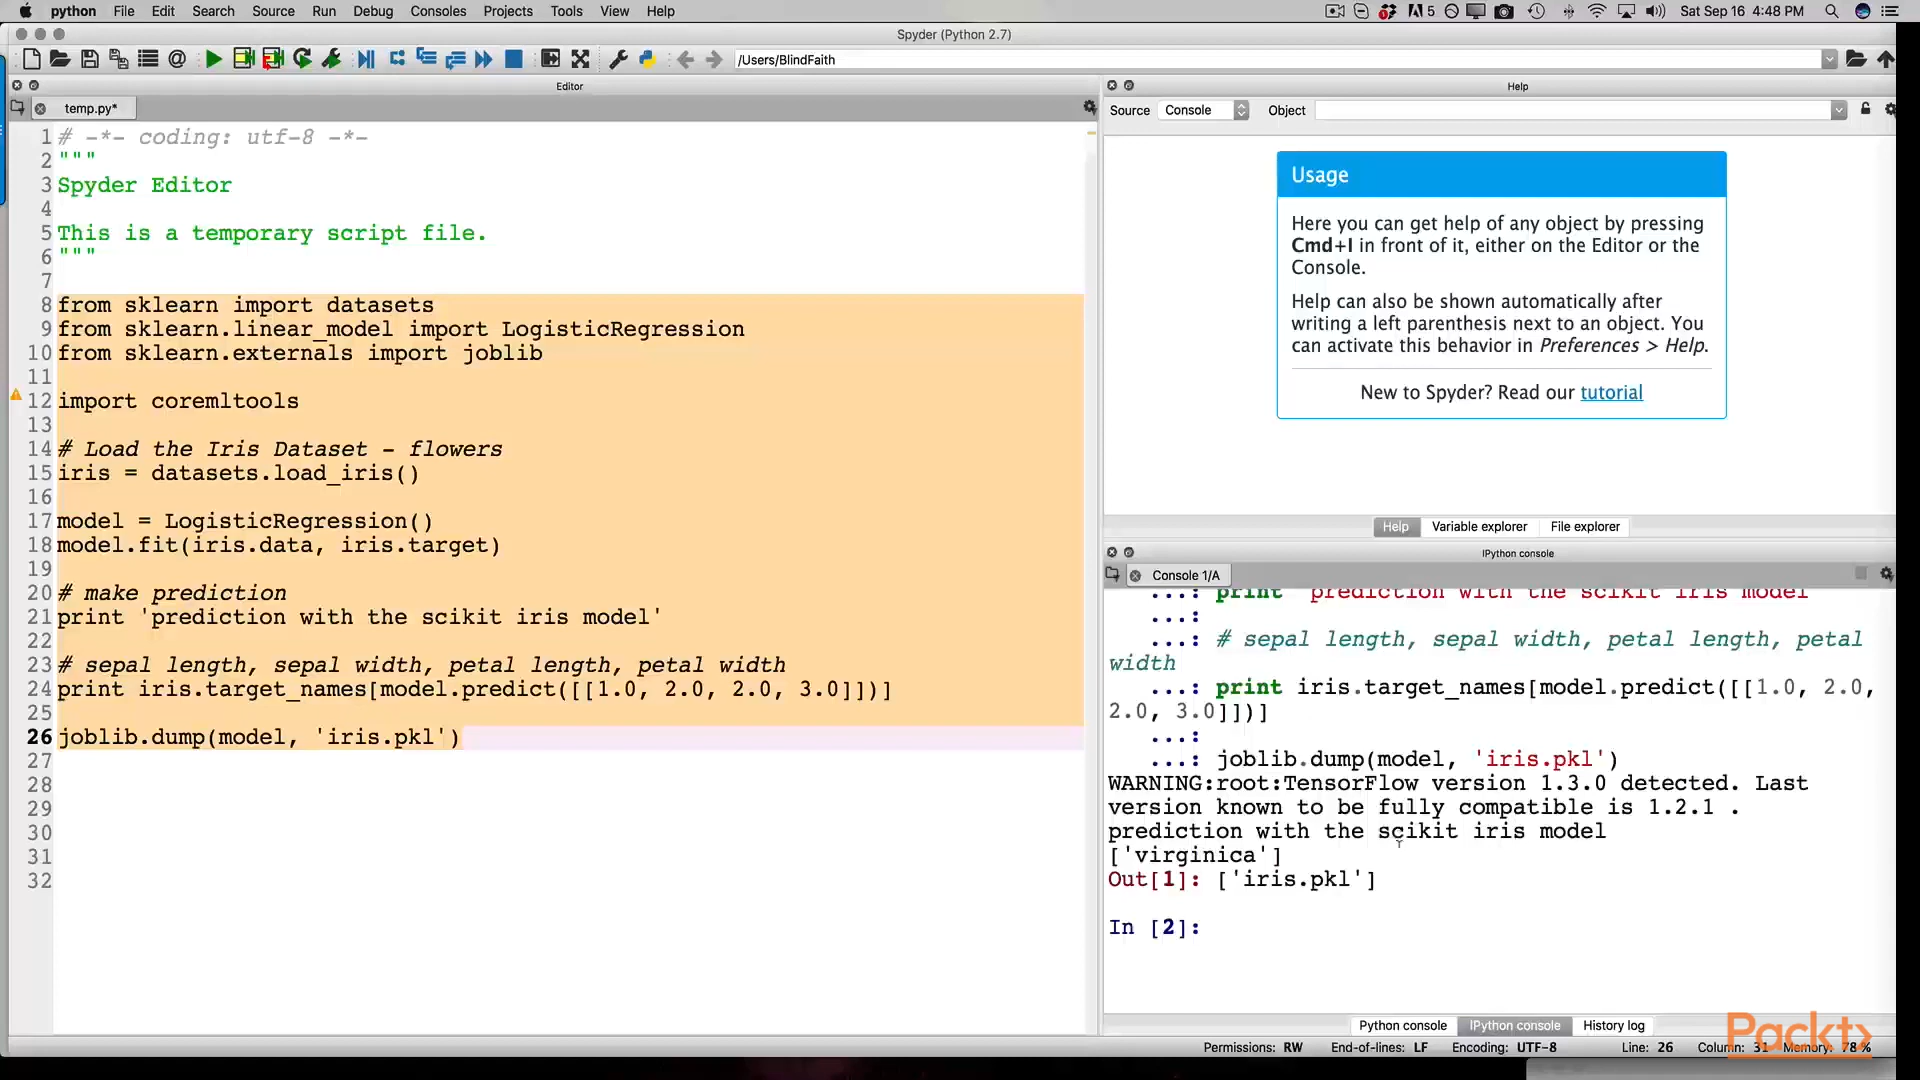 python File Edit Search Source Run Debug Consoles Projects Tools View Help 5 Sat Sep 16 4:48 PM
Spyder (Python 2.7)
/Users/BlindFaith
Editor
temp.py*
1 # -*- coding: utf-8 -*-
2 """
3 Spyder Editor
4
5 This is a temporary script file.
6 """
7
8 from sklearn import datasets
9 from sklearn.linear_model import LogisticRegression
10 from sklearn.externals import joblib
11
12 import coremltools
13
14 # Load the Iris Dataset - flowers
15 iris = datasets.load_iris()
16
17 model = LogisticRegression()
18 model.fit(iris.data, iris.target)
19
20 # make prediction
21 print 'prediction with the scikit iris model'
22
23 # sepal length, sepal width, petal length, petal width
24 print iris.target_names[model.predict([[1.0, 2.0, 2.0, 3.0]])]
25
26 joblib.dump(model, 'iris.pkl')
27
28
29
30
31
32
Help
Source Console Object
Usage
Here you can get help of any object by pressing
Cmd+I in front of it, either on the Editor or the
Console.
Help can also be shown automatically after
writing a left parenthesis next to an object. You
can activate this behavior in Preferences > Help.
New to Spyder? Read our tutorial
Help Variable explorer File explorer
IPython console
Console 1/A
...: print prediction with the scikit iris model
...:
...: # sepal length, sepal width, petal length, petal
width
...: print iris.target_names[model.predict([[1.0, 2.0,
2.0, 3.0]])]
...:
...: joblib.dump(model, 'iris.pkl')
WARNING:root:TensorFlow version 1.3.0 detected. Last
version known to be fully compatible is 1.2.1 .
prediction with the scikit iris model
['virginica']
Out[1]: ['iris.pkl']
In [2]:
Python console IPython console History log
Packt>
Permissions: RW End-of-lines: LF Encoding: UTF-8 Line: 26 Column: 31 Memory: 78 %